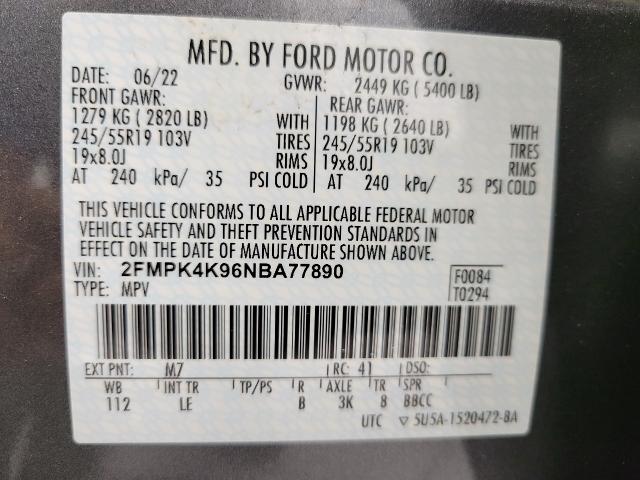 MFD. BY FORD MOTOR CO.
DATE: 06/22 GVWR: 2449 KG ( 5400 LB)
FRONT GAWR: REAR GAWR:
1279 KG ( 2820 LB) WITH 1198 KG ( 2640 LB) WITH
245/55R19 103V TIRES 245/55R19 103V TIRES
19x8.0J RIMS 19x8.0J RIMS
AT 240 kPa/ 35 PSI COLD AT 240 kPa/ 35 PSI COLD
THIS VEHICLE CONFORMS TO ALL APPLICABLE FEDERAL MOTOR
VEHICLE SAFETY AND THEFT PREVENTION STANDARDS IN
EFFECT ON THE DATE OF MANUFACTURE SHOWN ABOVE.
VIN: 2FMPK4K96NBA77890 F0084
TYPE: MPV T0294
EXT PNT: M7 RC: 41 DSO:
WB INT TR TP/PS R AXLE TR SPR
112 LE B 3K 8 BBCC
UTC ▽ 5U5A-1520472-BA